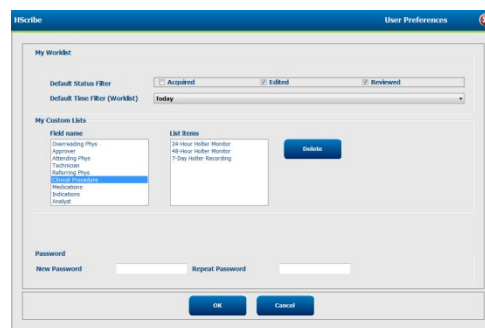 HScribe User Preferences
My Worklist
Default Status Filter Acquired Edited Reviewed
Default Time Filter (Worklist) Today
My Custom Lists
Field name List items
Overreading Phys 24-Hour Holter Monitor
Approver 48-Hour Holter Monitor
Attending Phys 7-Day Holter Recording
Delete
Technician
Referring Phys
Clinical Procedure
Medications
Indications
Analyst
Password
New Password Repeat Password
OK Cancel